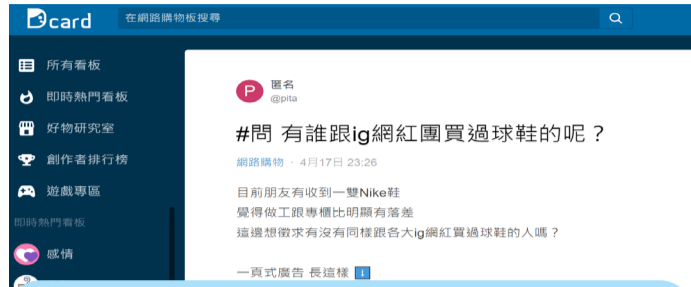 Dcard
在網路購物板搜尋
所有看板
即時熱門看板
好物研究室
創作者排行榜
遊戲專區
即時熱門看板
感情
P
匿名
@pita
#問 有誰跟ig網紅團買過球鞋的呢？
網路購物 · 4月17日 23:26
目前朋友有收到一雙Nike鞋
覺得做工跟專櫃比明顯有落差
這邊想徵求有沒有同樣跟各大ig網紅買過球鞋的人嗎？
一頁式廣告 長這樣 ⬇️